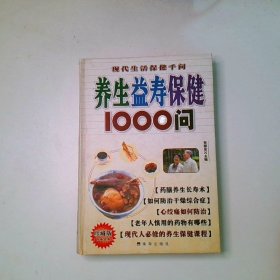 现代生活保健千问
养生益寿保健
1000问
【药膳养生长寿术】
【如何防治干燥综合症】
【心绞痛如何防治】
【老年人慎用的药物有哪些】
【现代人必修的养生保健课程】